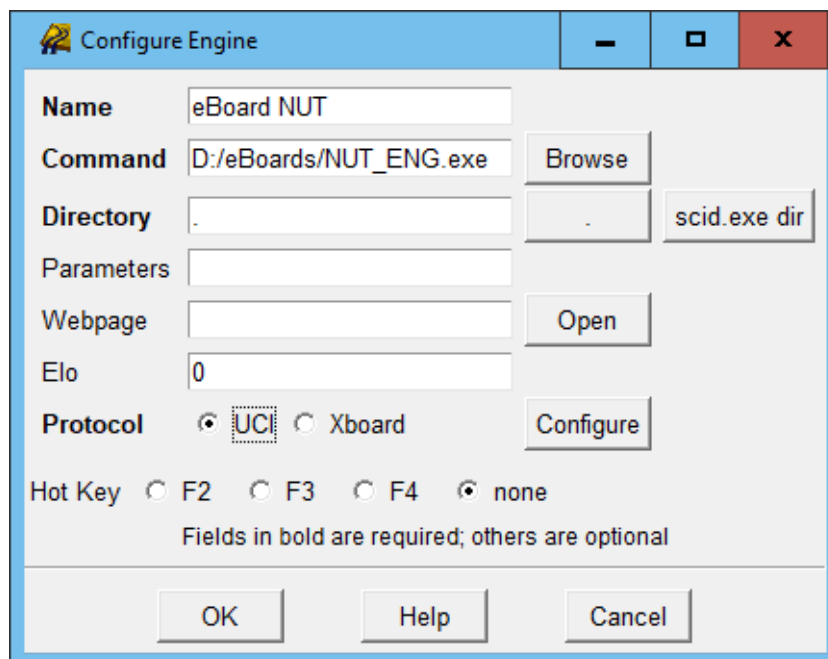 Configure Engine
Name eBoard NUT
Command D:/eBoards/NUT_ENG.exe Browse
Directory . . scid.exe dir
Parameters
Webpage Open
Elo 0
Protocol UCI Xboard Configure
Hot Key F2 F3 F4 none
Fields in bold are required; others are optional
OK Help Cancel